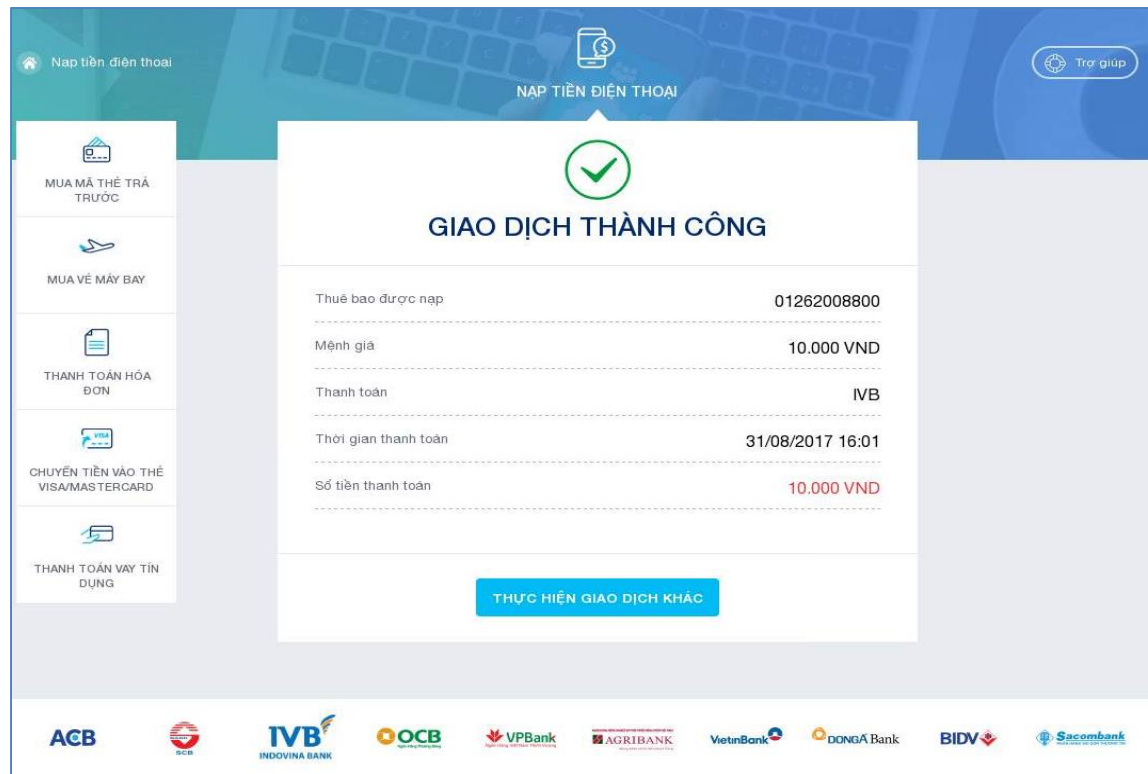 Nạp tiền điện thoại
NẠP TIỀN ĐIỆN THOẠI
Trợ giúp
MUA MÃ THẺ TRẢ
TRƯỚC
MUA VÉ MÁY BAY
THANH TOÁN HÓA
ĐƠN
VISA
CHUYỂN TIỀN VÀO THẺ
VISA/MASTERCARD
THANH TOÁN VAY TÍN
DỤNG
GIAO DỊCH THÀNH CÔNG
Thuê bao được nạp 01262008800
Mệnh giá 10.000 VND
Thanh toán IVB
Thời gian thanh toán 31/08/2017 16:01
Số tiền thanh toán 10.000 VND
THỰC HIỆN GIAO DỊCH KHÁC
ACB
SCB
IVB
INDOVINA BANK
OCB
VPBank
AGRIBANK
VietinBank
DONGA Bank
BIDV
Sacombank